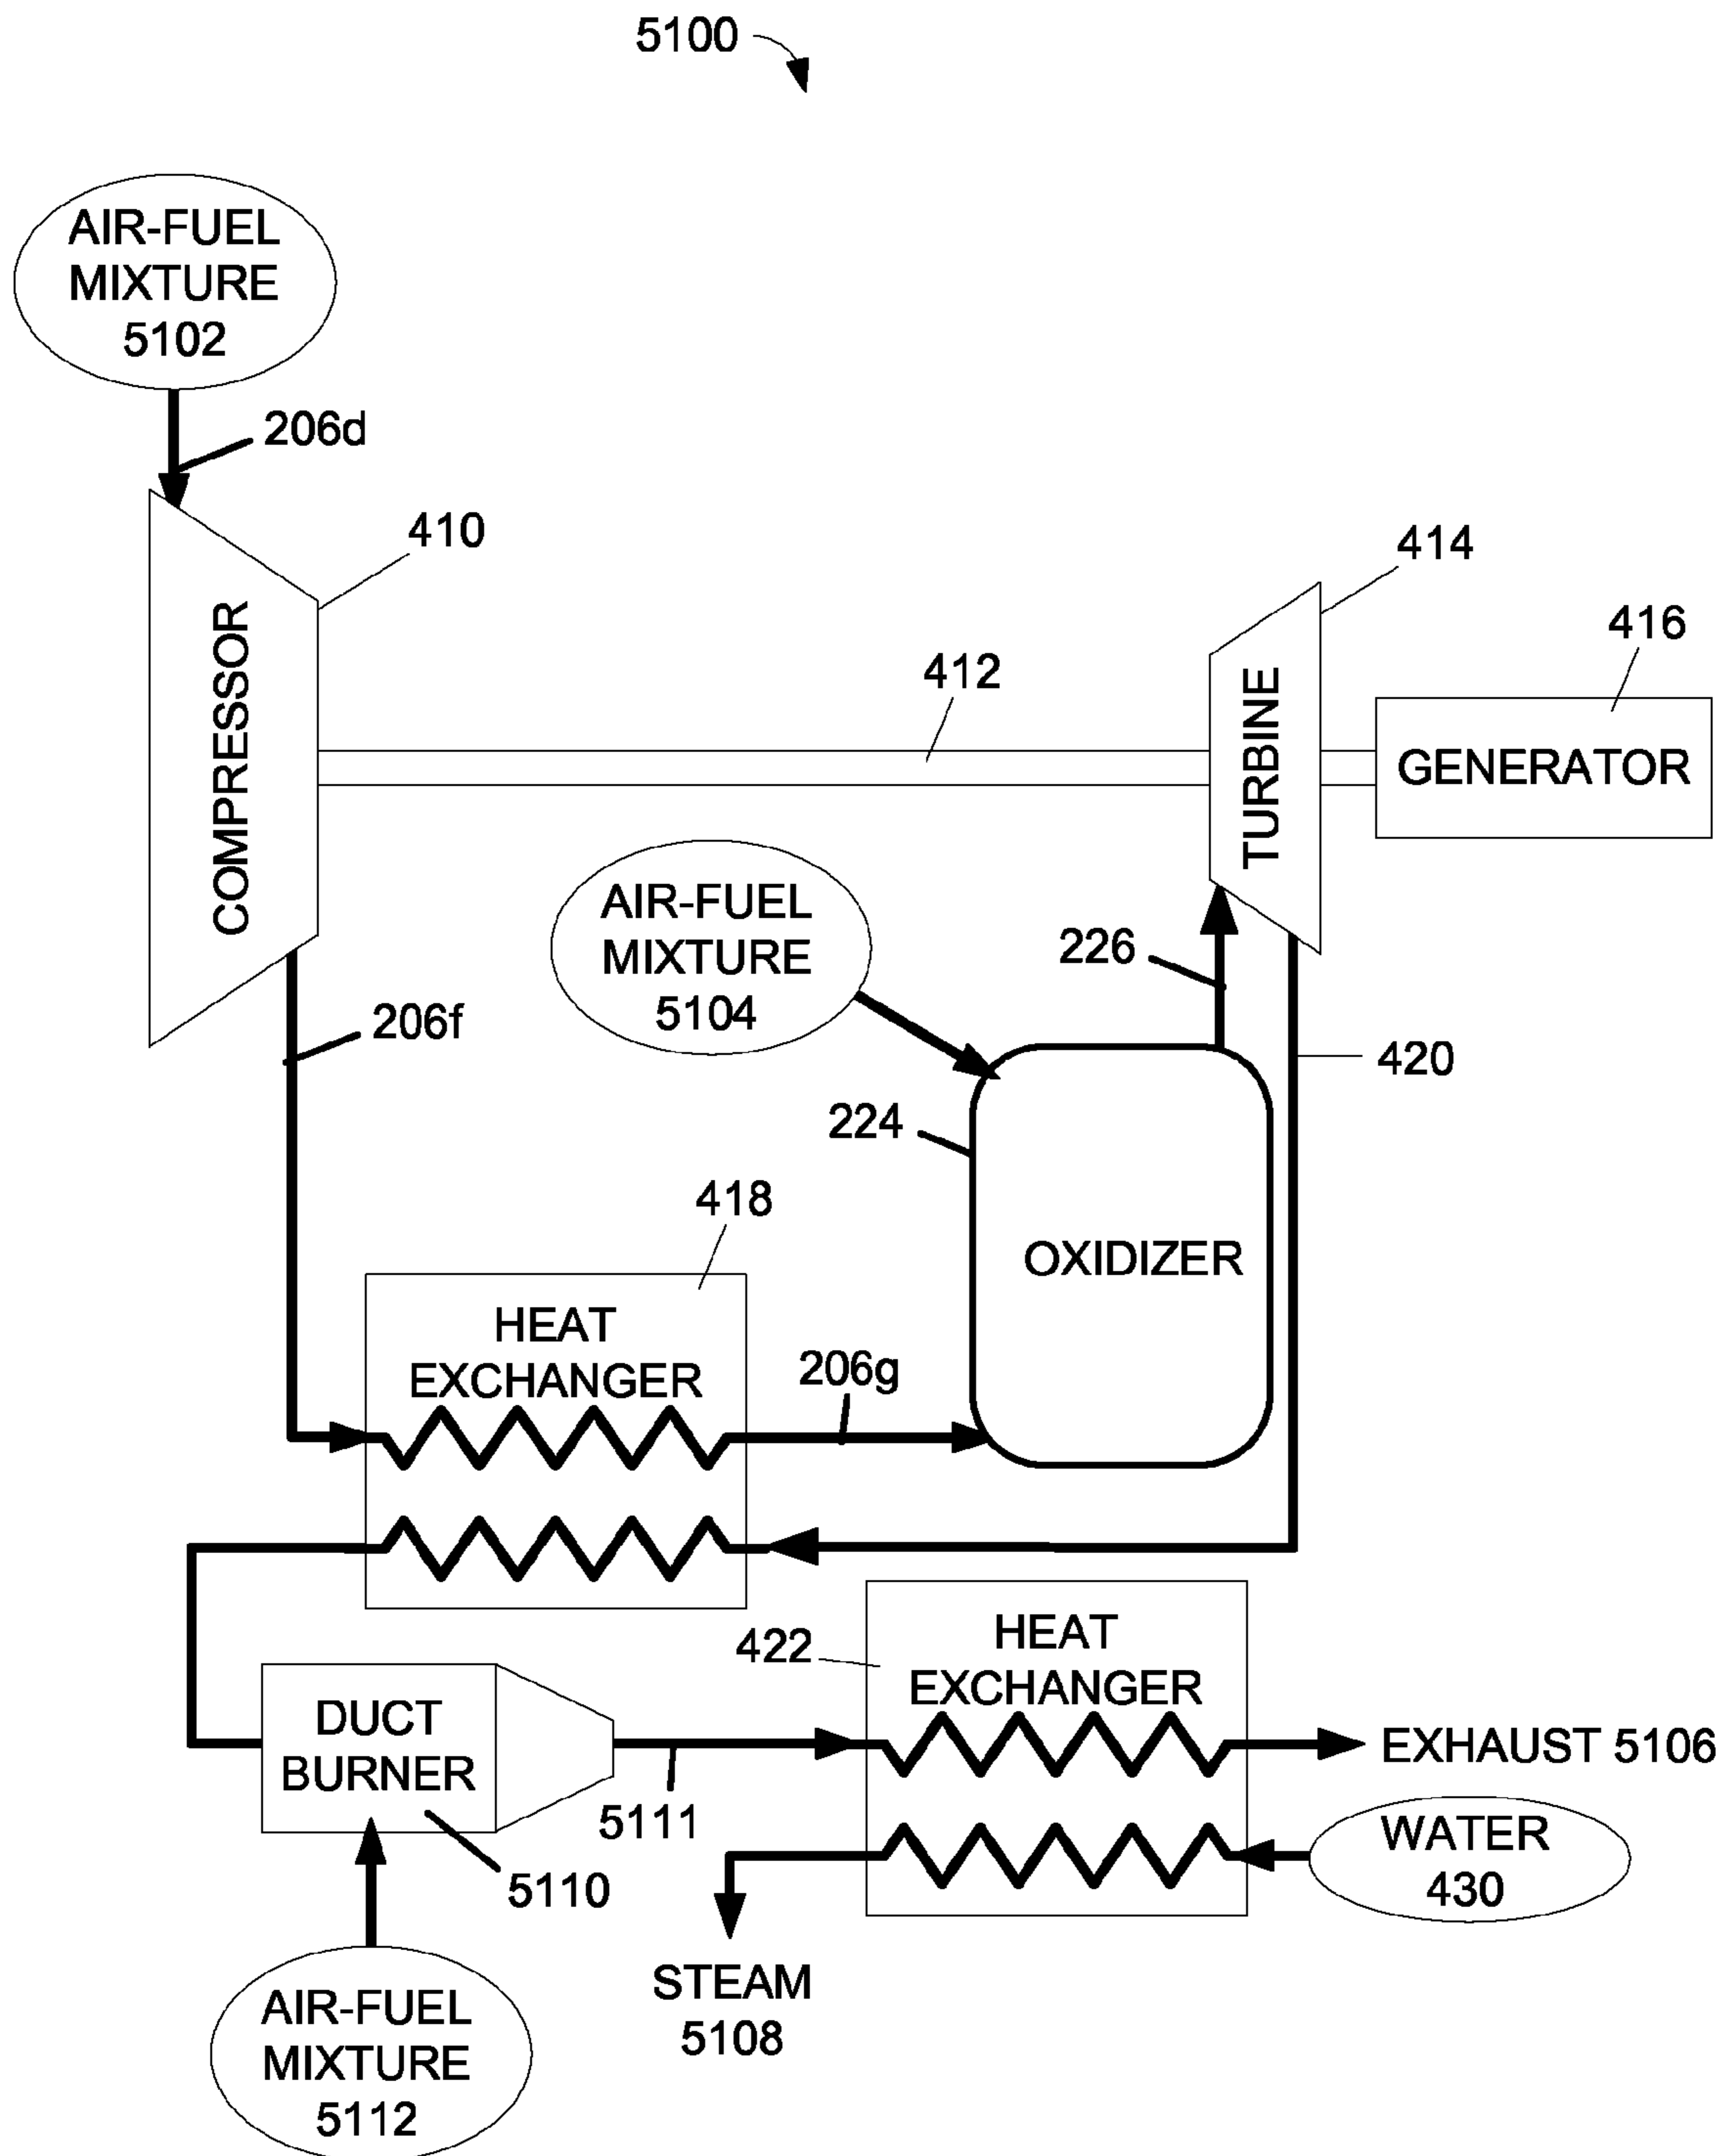 5100
AIR-FUEL
MIXTURE
5102
206d
410
COMPRESSOR
412
414
416
TURBINE
GENERATOR
AIR-FUEL
MIXTURE
5104
226
206f
420
224
OXIDIZER
418
HEAT
EXCHANGER
206g
422
HEAT
EXCHANGER
DUCT
BURNER
5111
EXHAUST 5106
WATER
430
5110
STEAM
5108
AIR-FUEL
MIXTURE
5112